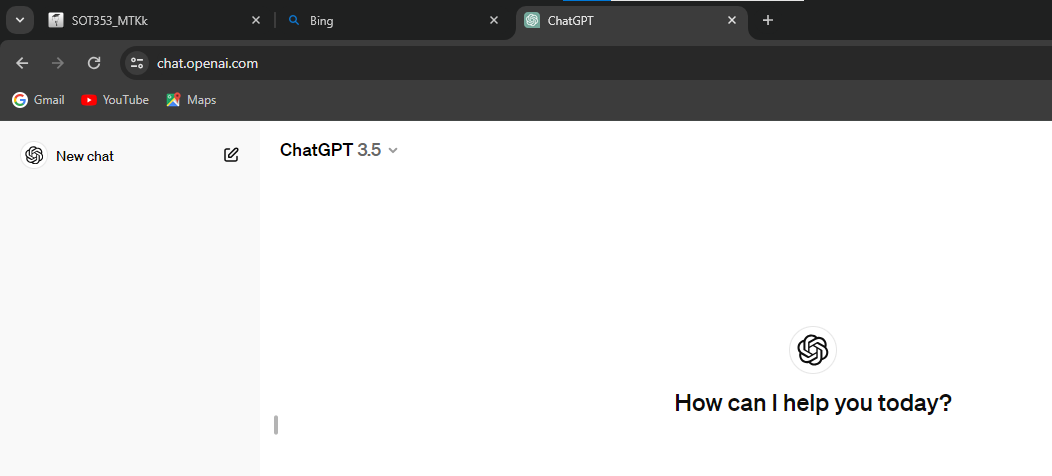 SOT353_MTKk
Bing
ChatGPT
chat.openai.com
Gmail
YouTube
Maps
New chat
ChatGPT 3.5
How can I help you today?